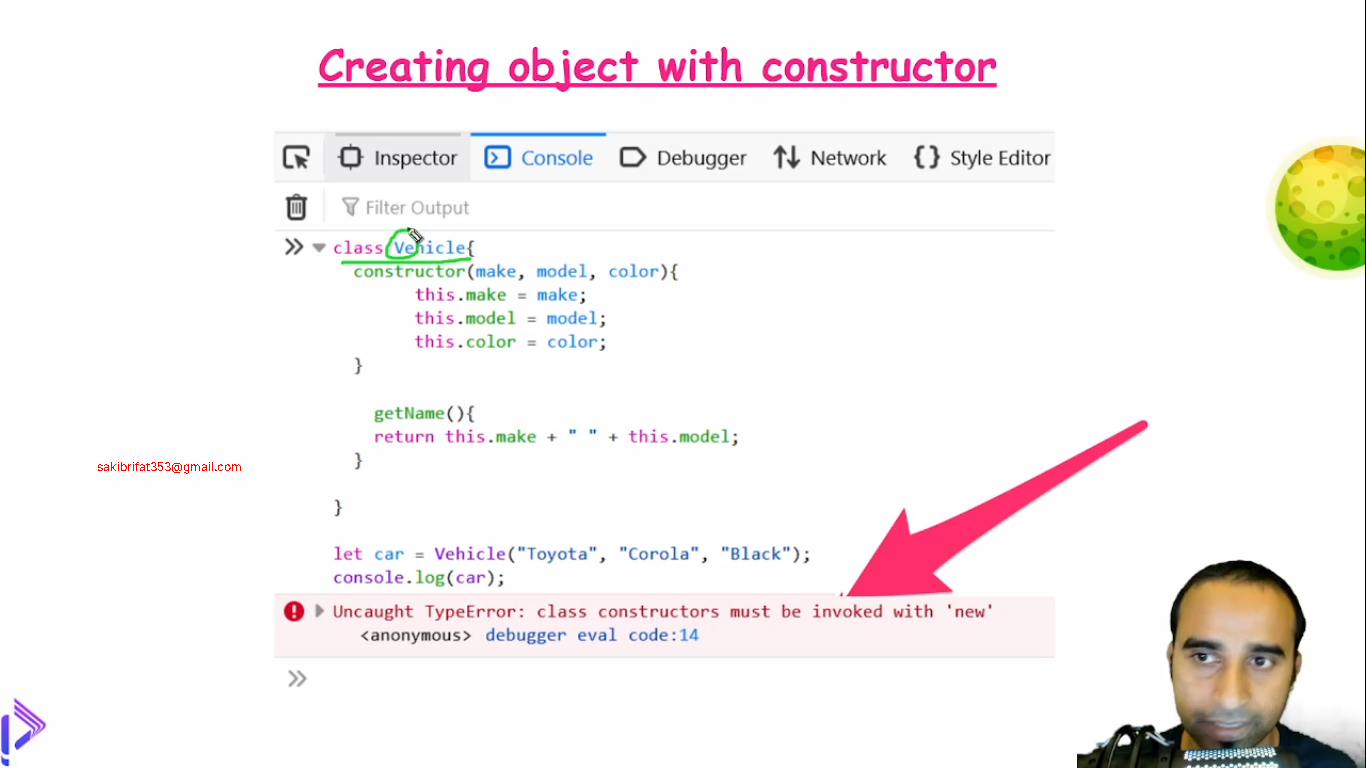 Creating object with constructor
Inspector Console Debugger Network Style Editor
Filter Output
class Vehicle{
constructor(make, model, color){
this.make = make;
this.model = model;
this.color = color;
}
getName(){
return this.make + " " + this.model;
}
sakibrifat353@gmail.com
}
let car = Vehicle("Toyota", "Corola", "Black");
console.log(car);
Uncaught TypeError: class constructors must be invoked with 'new'
<anonymous> debugger eval code:14